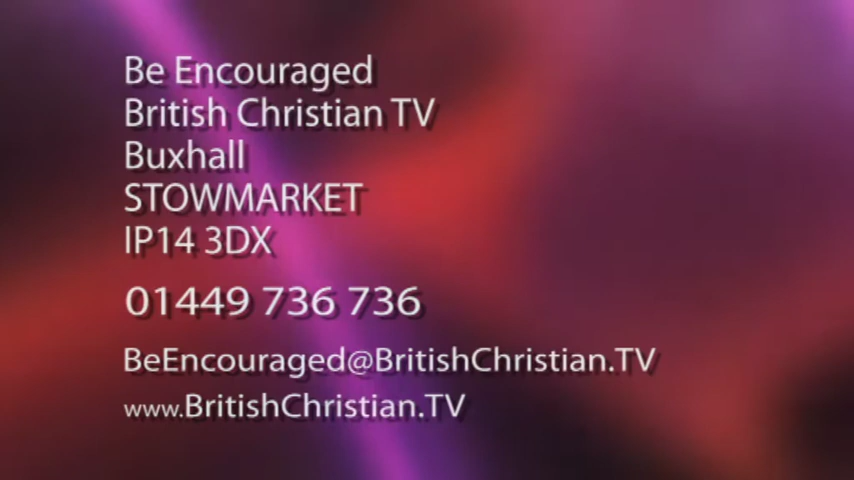 Be Encouraged
British Christian TV
Buxhall
STOWMARKET
IP14 3DX
01449 736 736
BeEncouraged@BritishChristian.TV
www.BritishChristian.TV